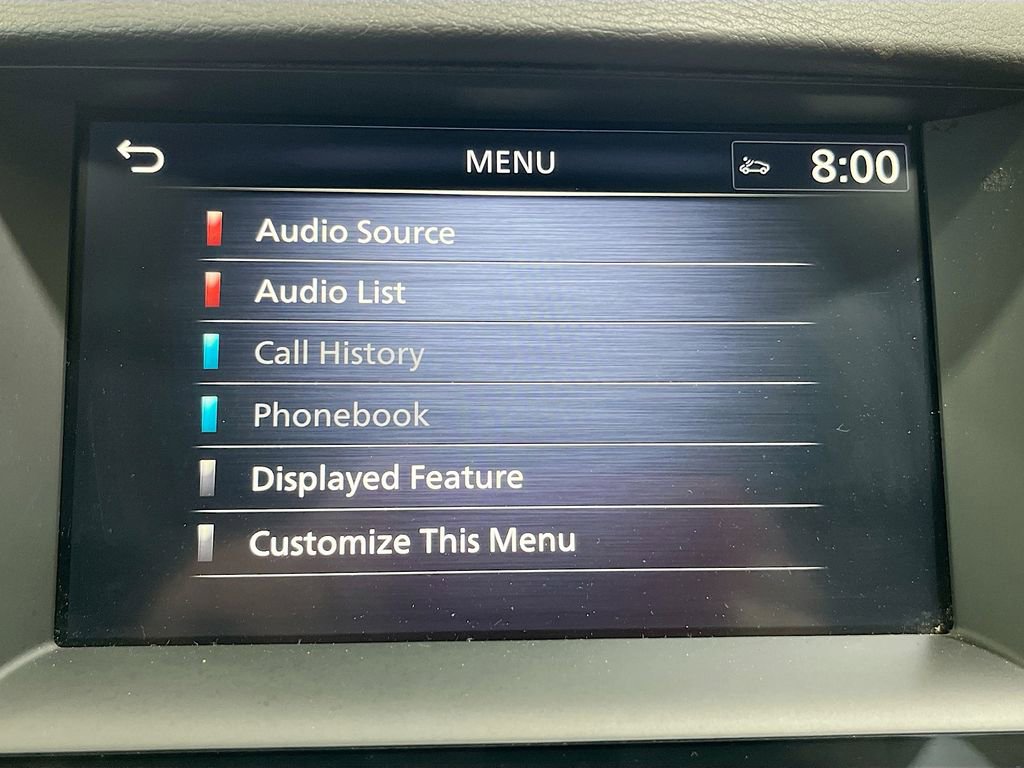 MENU
8:00
Audio Source
Audio List
Call History
Phonebook
Displayed Feature
Customize This Menu